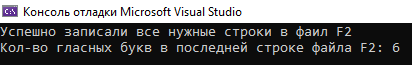 Консоль отладки Microsoft Visual Studio
Успешно записали все нужные строки в фаил F2
Кол-во гласных букв в последней строке файла F2: 6